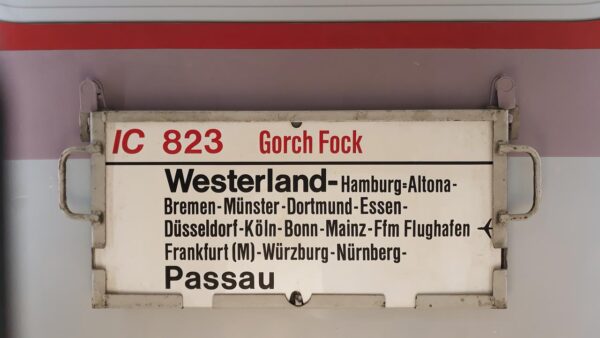 IC 823 Gorch Fock
Westerland-Hamburg=Altona-
Bremen-Münster-Dortmund-Essen-
Düsseldorf-Köln-Bonn-Mainz-Ffm Flughafen
Frankfurt (M)-Würzburg-Nürnberg-
Passau